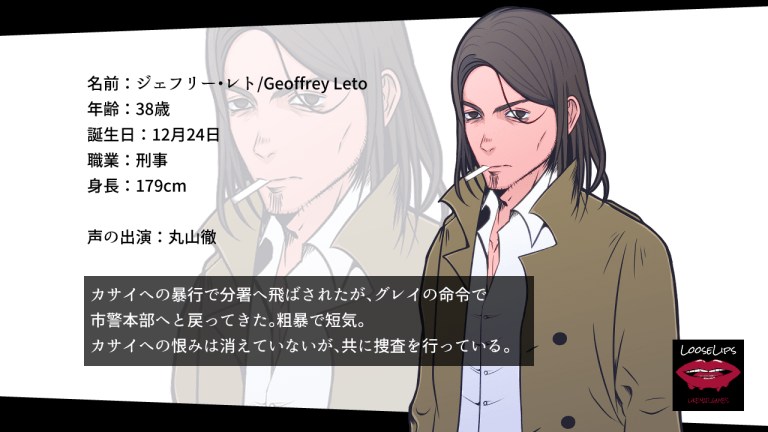 名前：ジェフリー・レト/Geoffrey Leto
年齢：38歳
誕生日：12月24日
職業：刑事
身長：179cm
声の出演：丸山徹
カサイへの暴行で分署へ飛ばされたが、グレイの命令で
市警本部へと戻ってきた。粗暴で短気。
カサイへの恨みは消えていないが、共に捜査を行っている。
LOOSELIPS